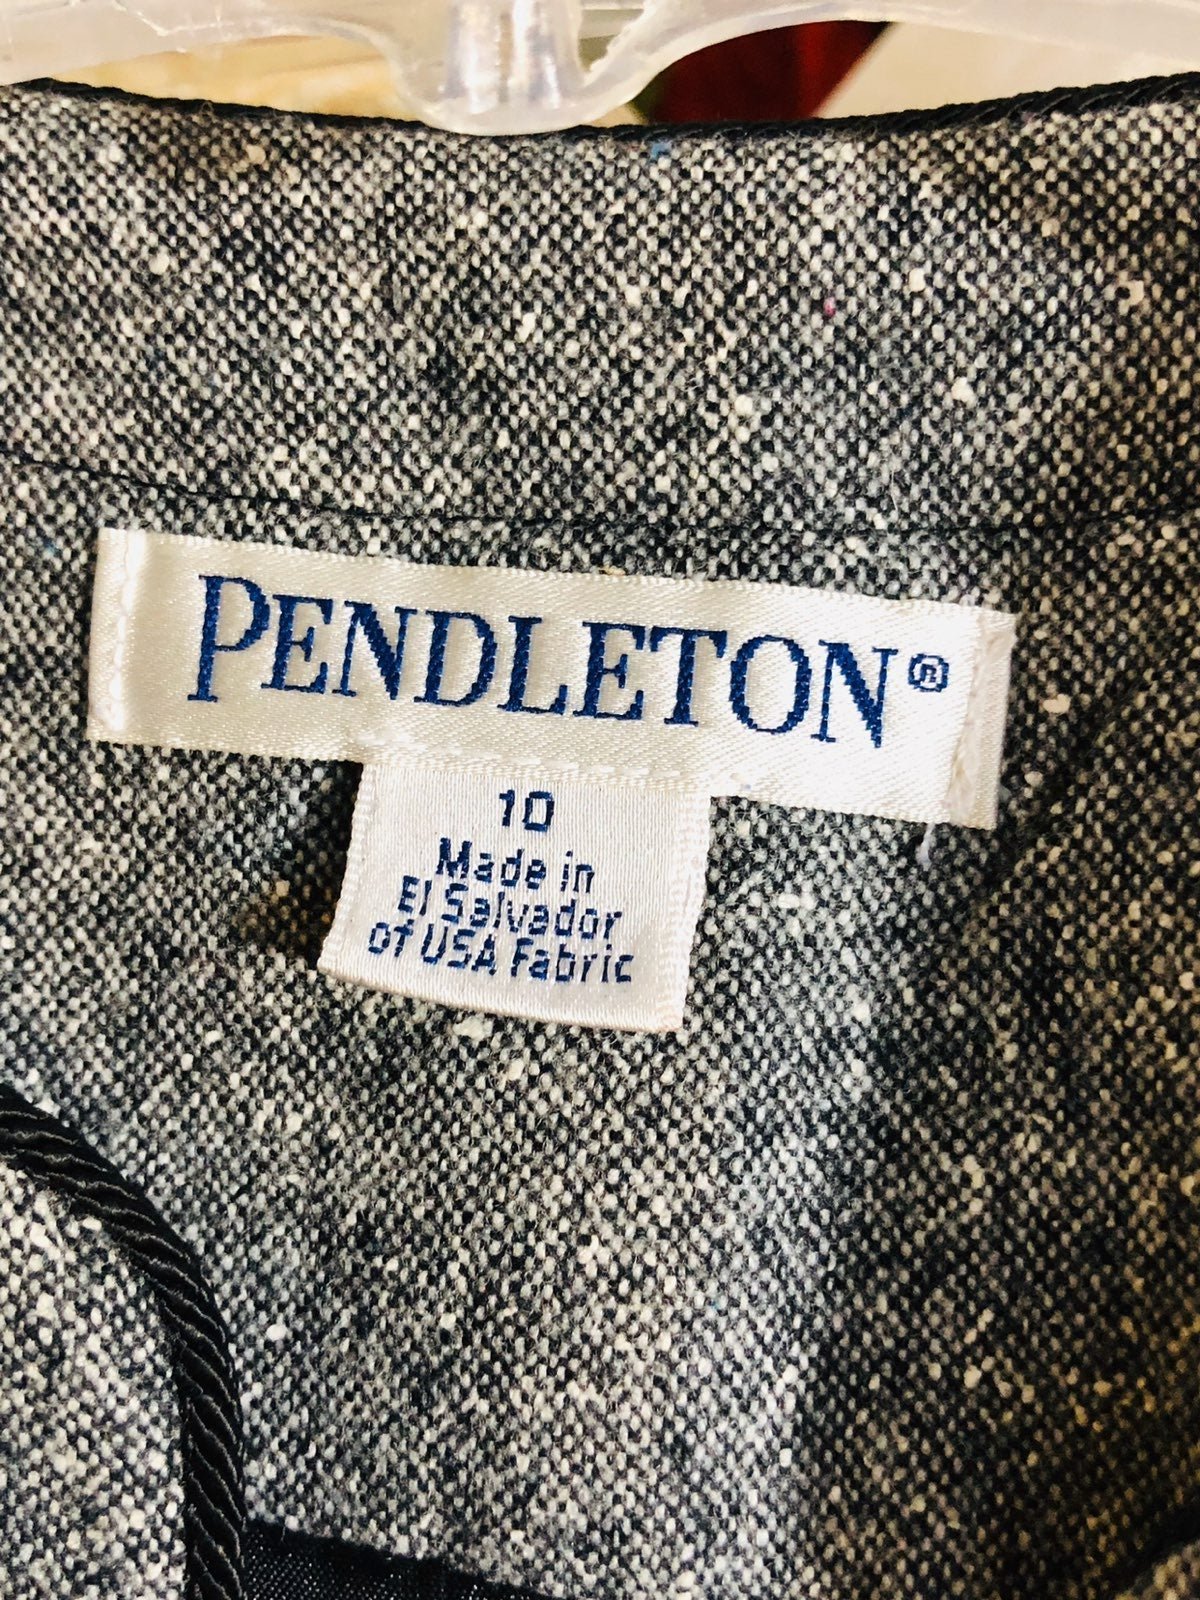 PENDLETON®
10
Made in
El Salvador
of USA Fabric